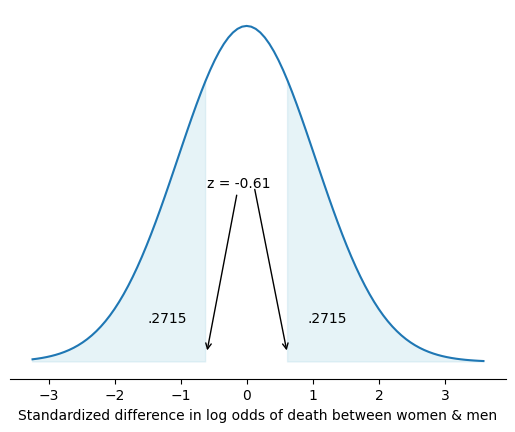 z = -0.61
.2715 .2715
−3 −2 −1 0 1 2 3
Standardized difference in log odds of death between women & men